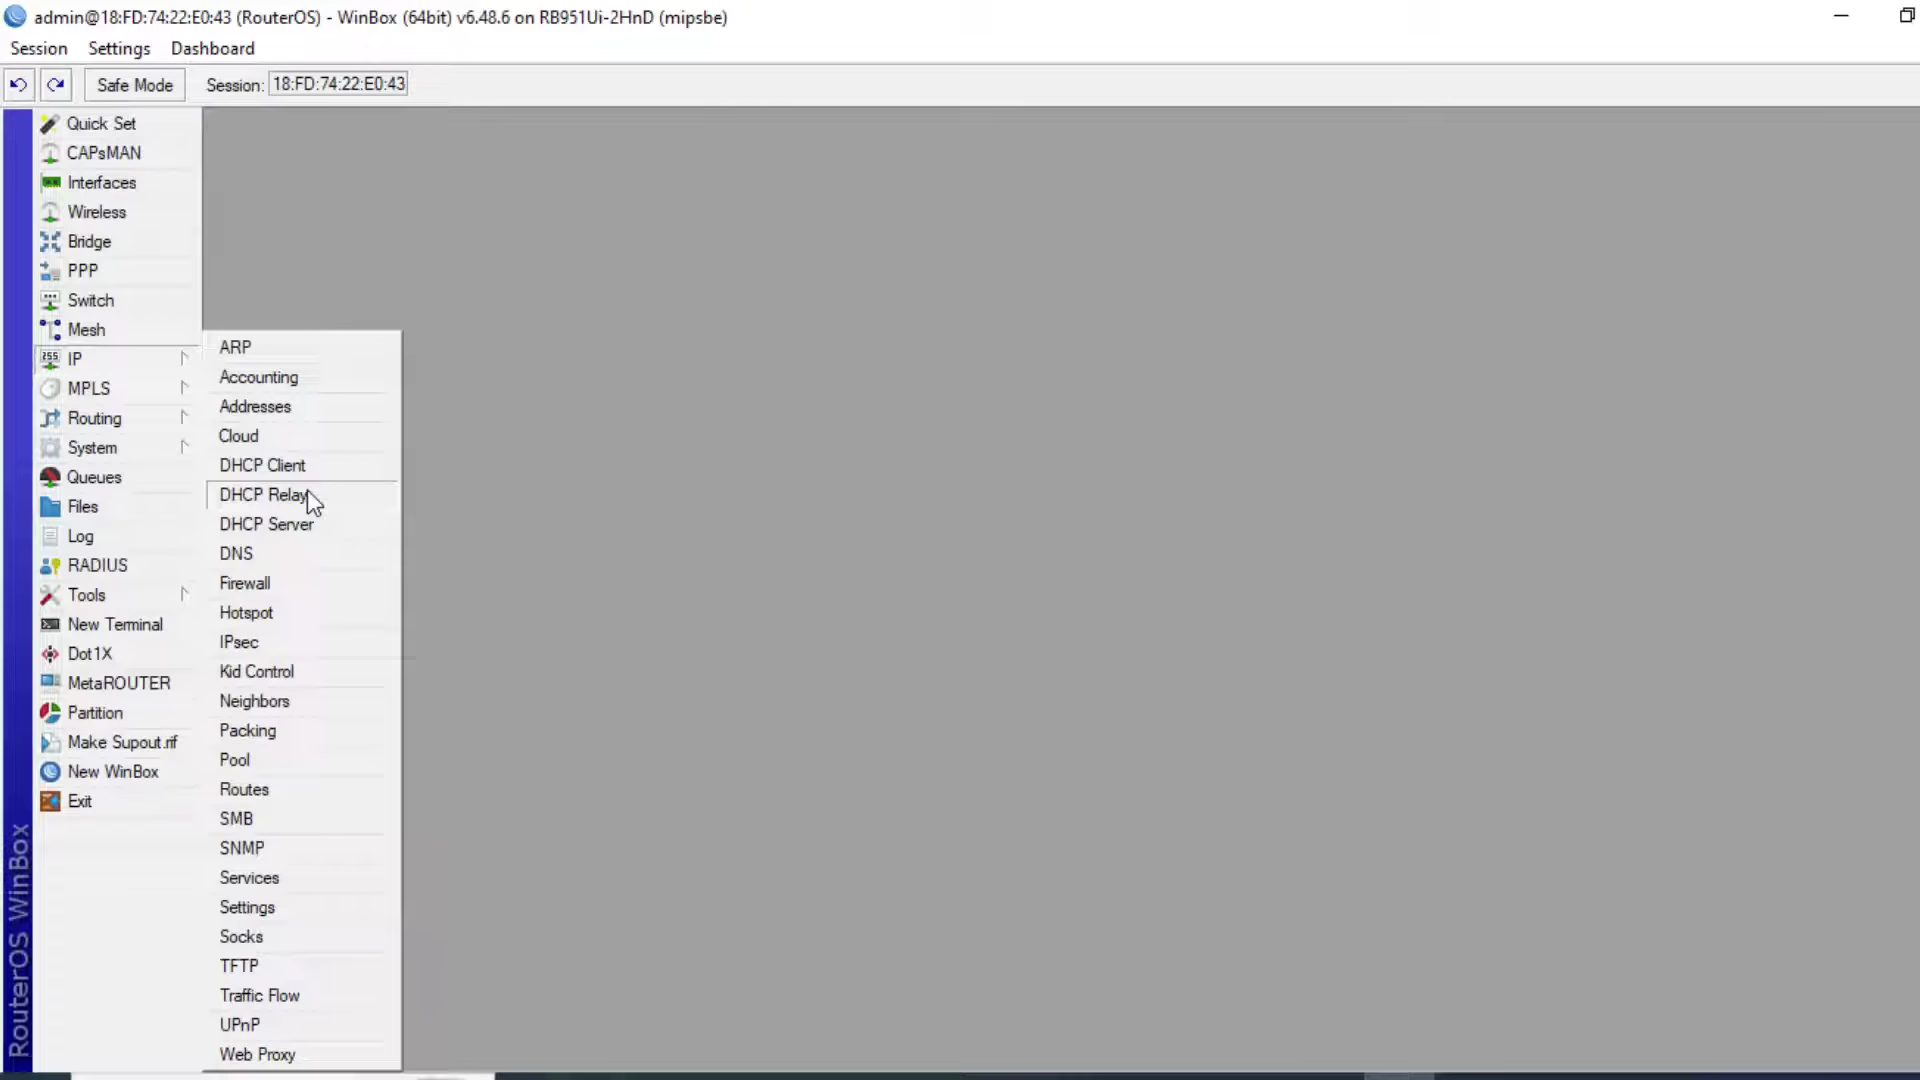 admin@18:FD:74:22:E0:43 (RouterOS) - WinBox (64bit) v6.48.6 on RB951Ui-2HnD (mipsbe)
Session Settings Dashboard
Safe Mode Session: 18:FD:74:22:E0:43
Quick Set
CAPsMAN
Interfaces
Wireless
Bridge
PPP
Switch
Mesh
IP
MPLS
Routing
System
Queues
Files
Log
RADIUS
Tools
New Terminal
Dot1X
MetaROUTER
Partition
Make Supout.rif
New WinBox
Exit
ARP
Accounting
Addresses
Cloud
DHCP Client
DHCP Relay
DHCP Server
DNS
Firewall
Hotspot
IPsec
Kid Control
Neighbors
Packing
Pool
Routes
SMB
SNMP
Services
Settings
Socks
TFTP
Traffic Flow
UPnP
Web Proxy
RouterOS WinBox
255